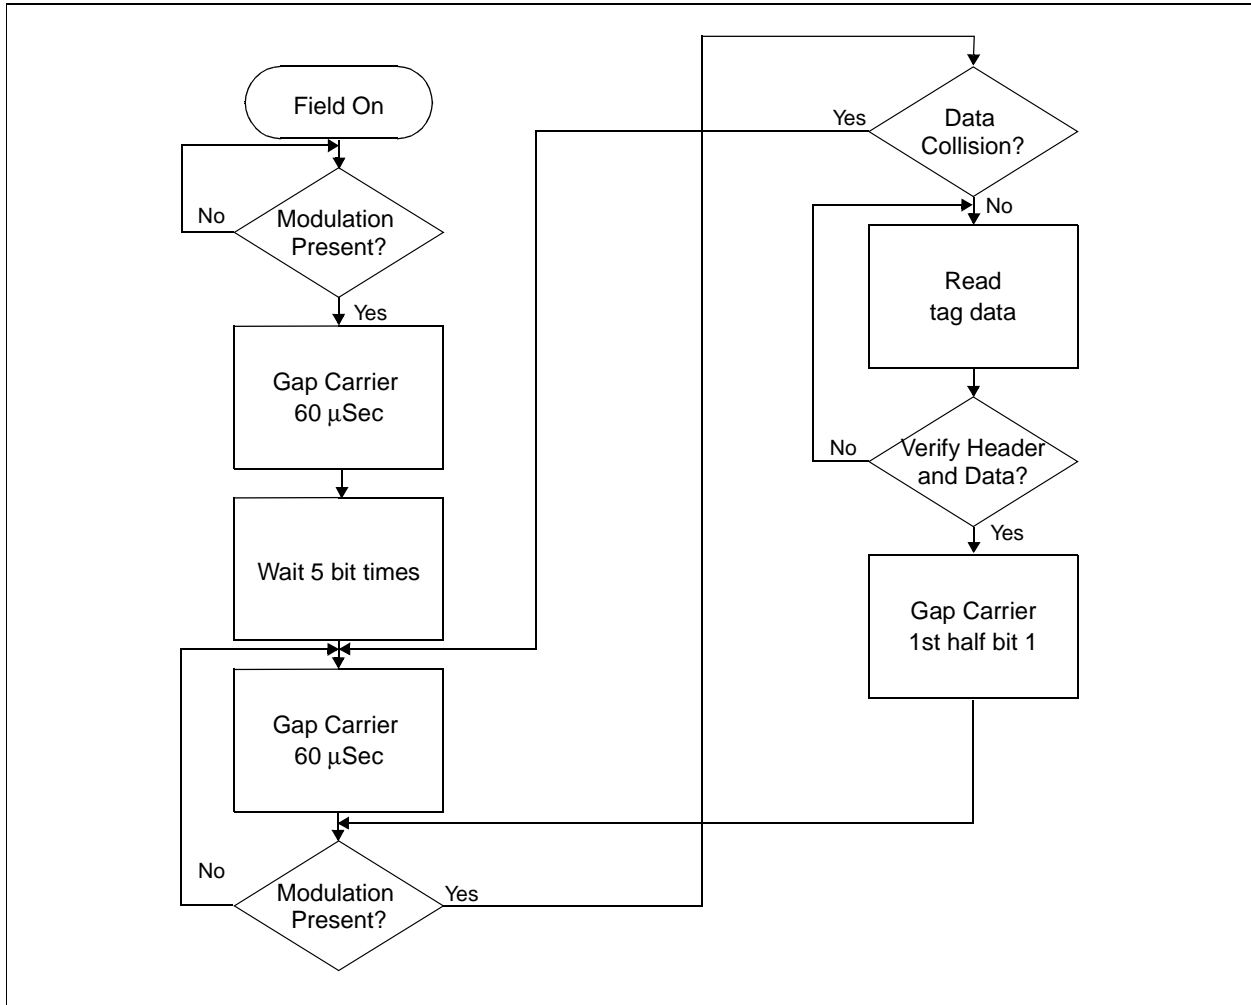 Field On
No
Modulation
Present?
Yes
Gap Carrier
60 μSec
Wait 5 bit times
Gap Carrier
60 μSec
No
Modulation
Present?
Yes
Yes
Data
Collision?
No
Read
tag data
No
Verify Header
and Data?
Yes
Gap Carrier
1st half bit 1